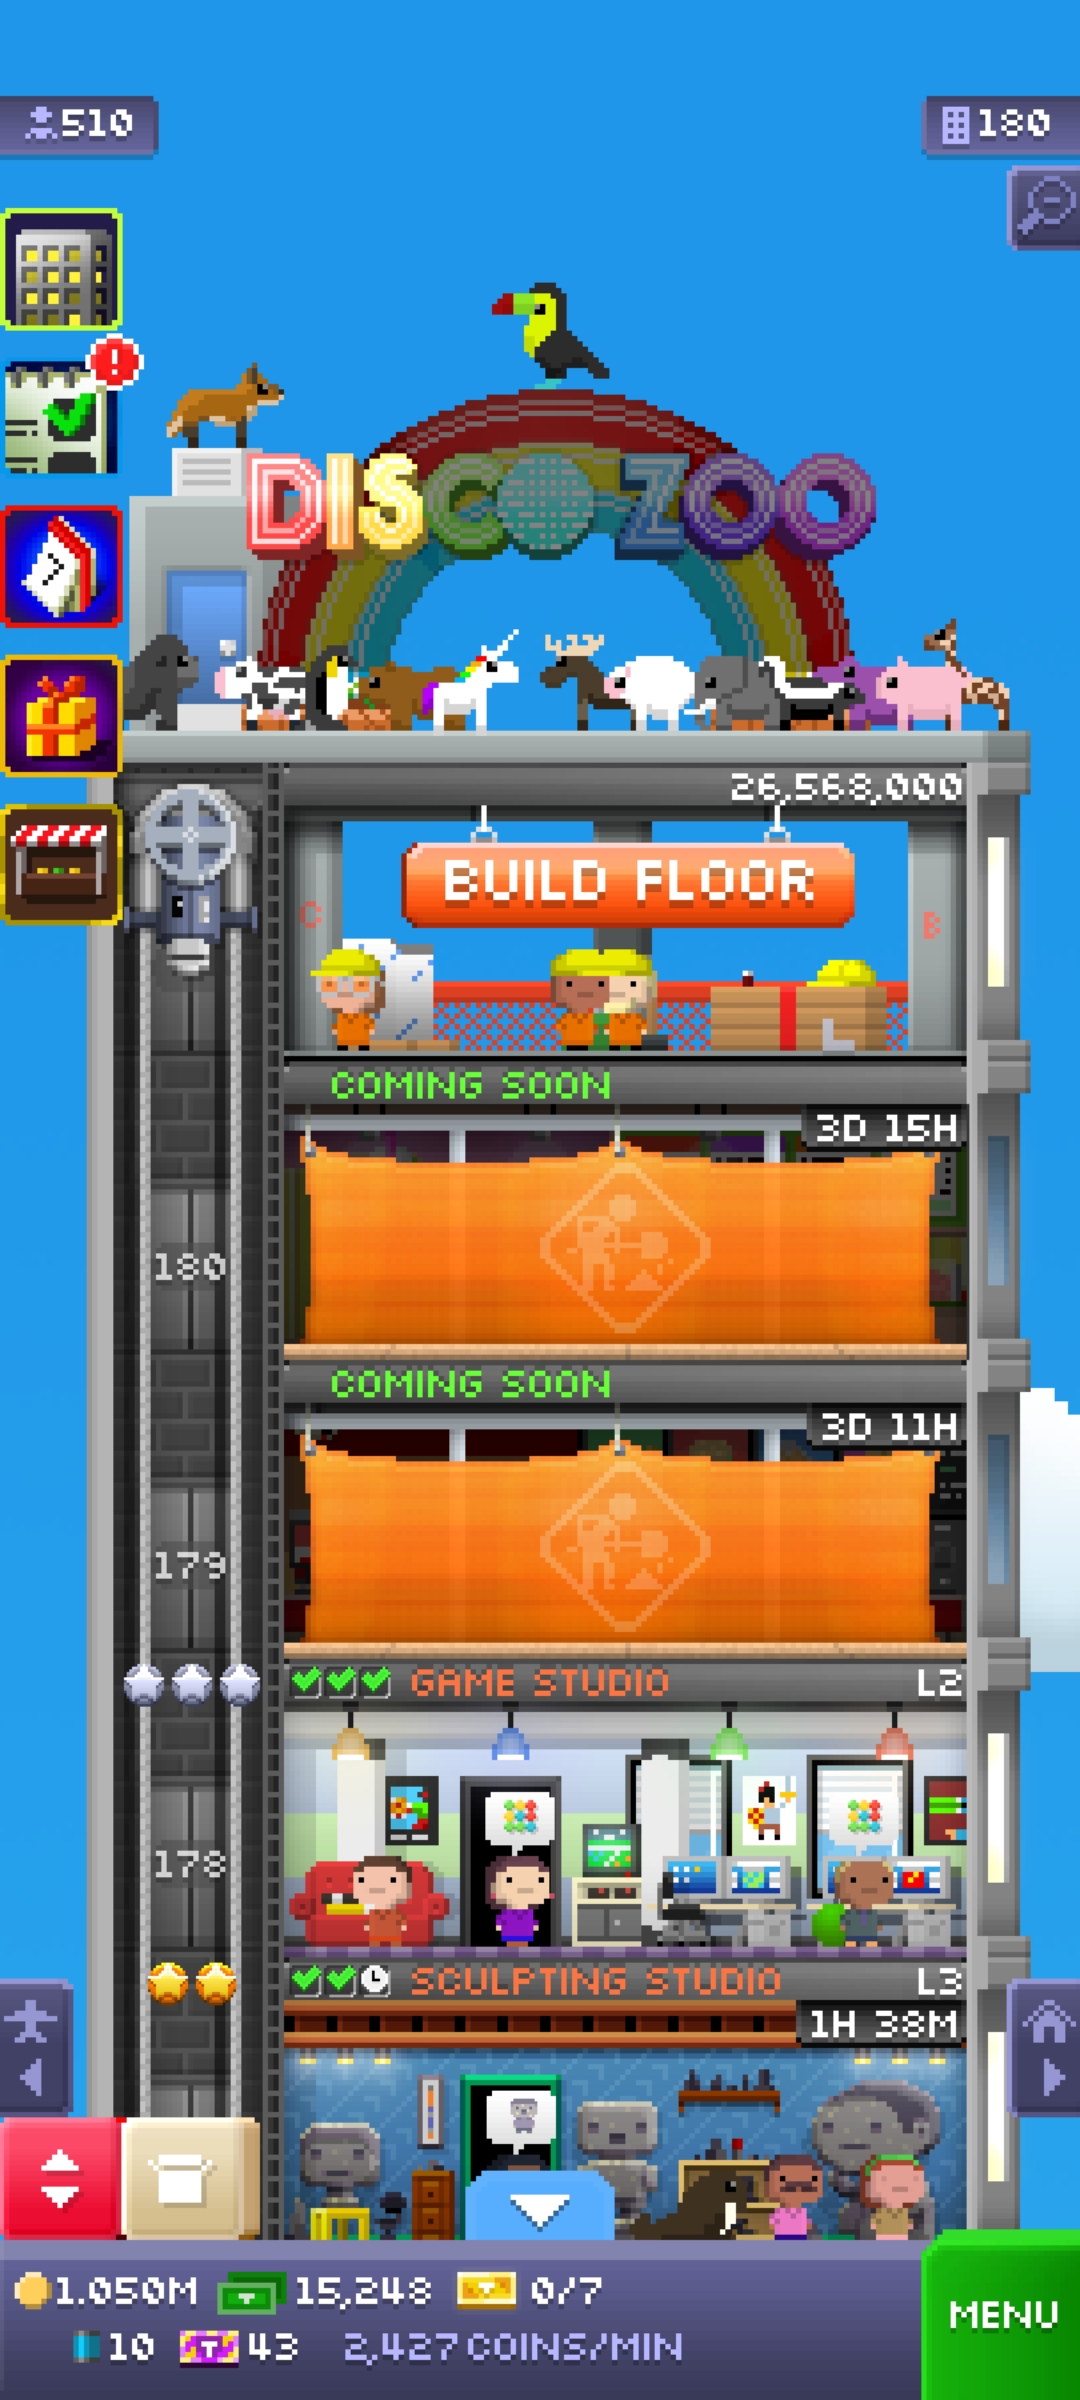 510
180
7
DISCO ZOO
26,568,000
BUILD FLOOR
C
B
L
COMING SOON
3D 15H
180
COMING SOON
3D 11H
179
GAME STUDIO
L2
178
SCULPTING STUDIO
L3
1H 38M
1.050M
15,248
0/7
MENU
10
T
43
2,427 COINS/MIN